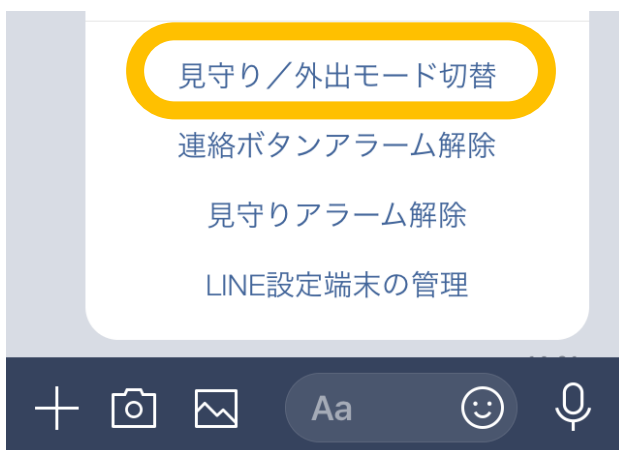 見守り／外出モード切替
連絡ボタンアラーム解除
見守りアラーム解除
LINE設定端末の管理
Aa